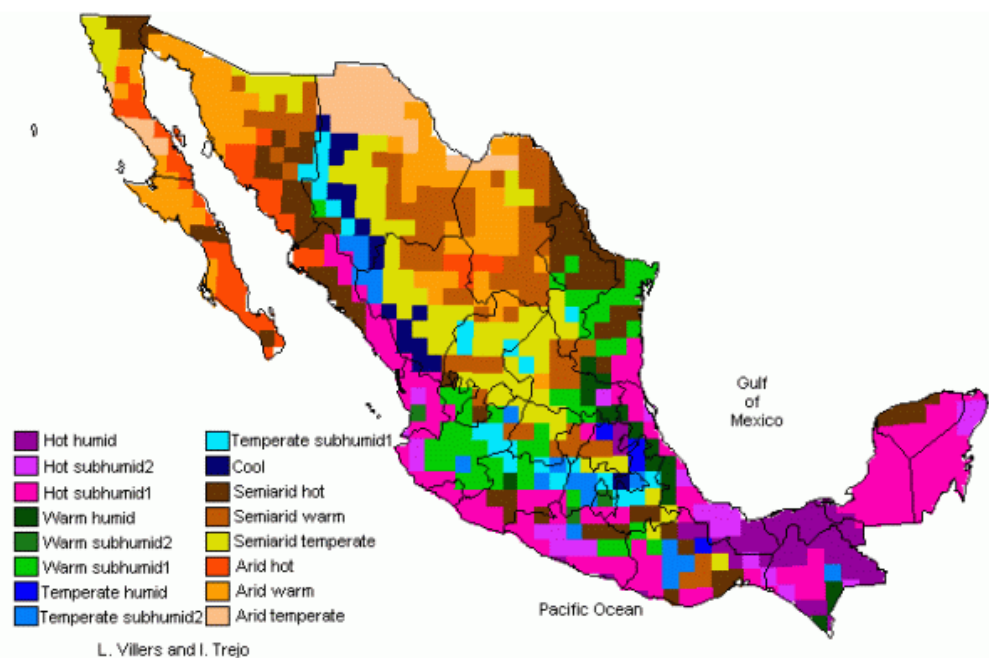 Gulf
of
Mexico
Hot humid
Hot subhumid2
Hot subhumid1
Warm humid
Warm subhumid2
Warm subhumid1
Temperate humid
Temperate subhumid2
Temperate subhumid1
Cool
Semiarid hot
Semiarid warm
Semiarid temperate
Arid hot
Arid warm
Arid temperate
Pacific Ocean
L. Villers and I. Trejo